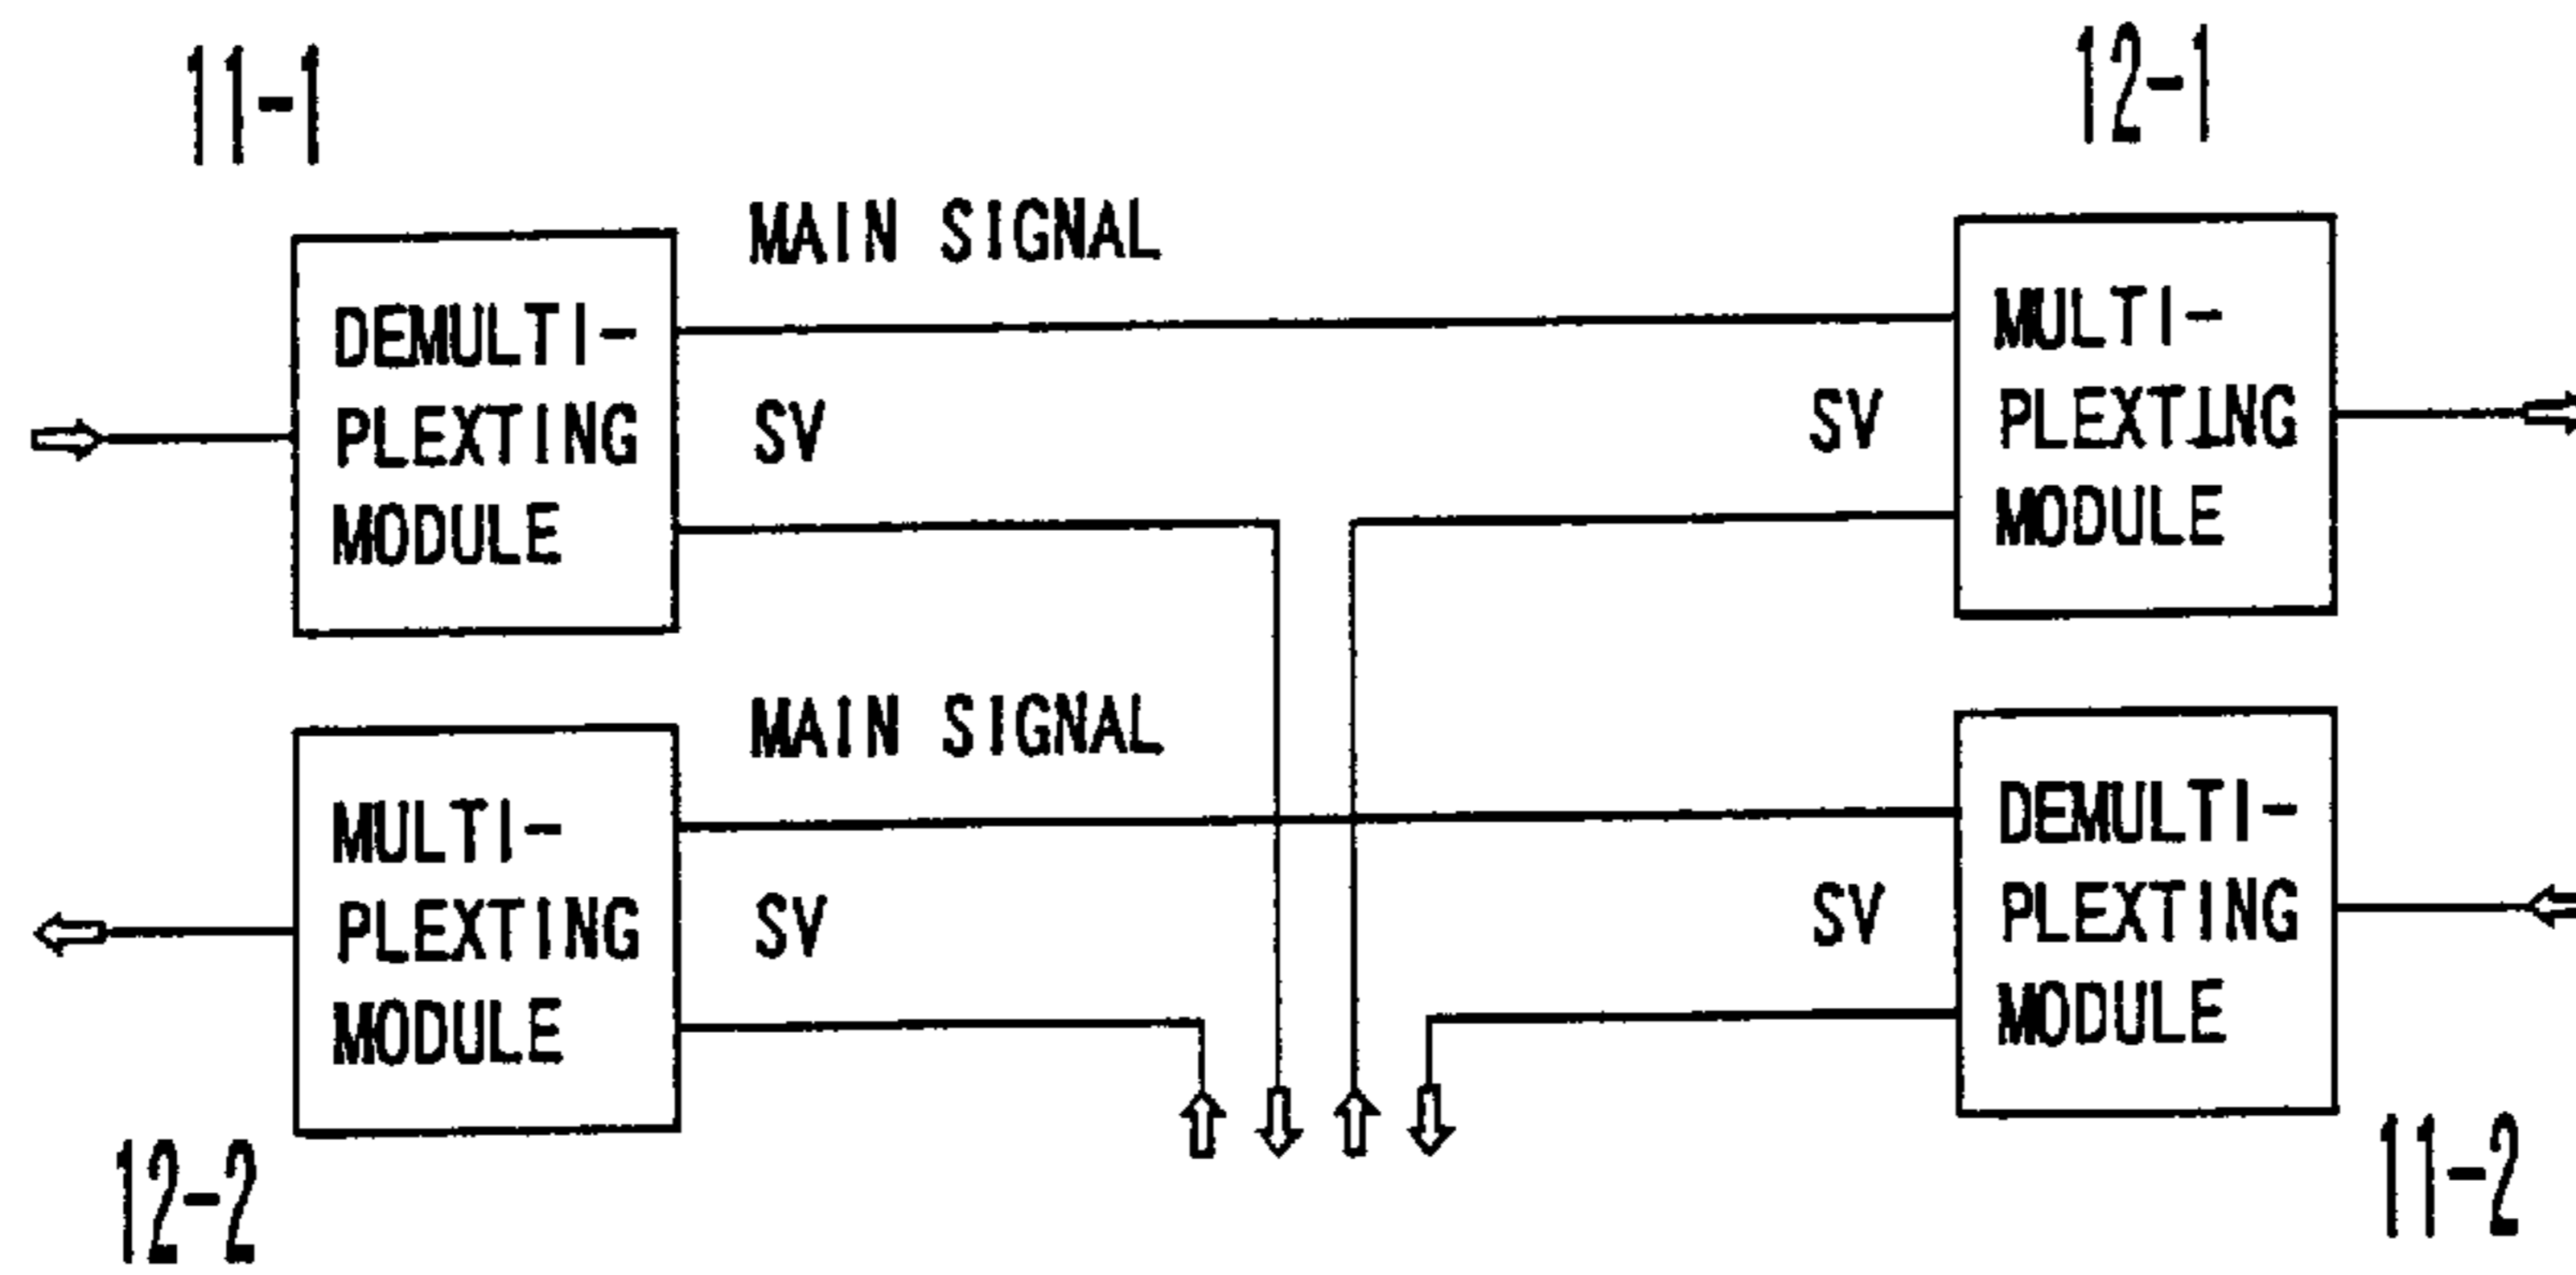 11-1
12-1
MAIN SIGNAL
DEMULTI-
PLEXTING
MODULE
SV
SV
MULTI-
PLEXTING
MODULE
MAIN SIGNAL
MULTI-
PLEXTING
MODULE
SV
SV
DEMULTI-
PLEXTING
MODULE
12-2
11-2